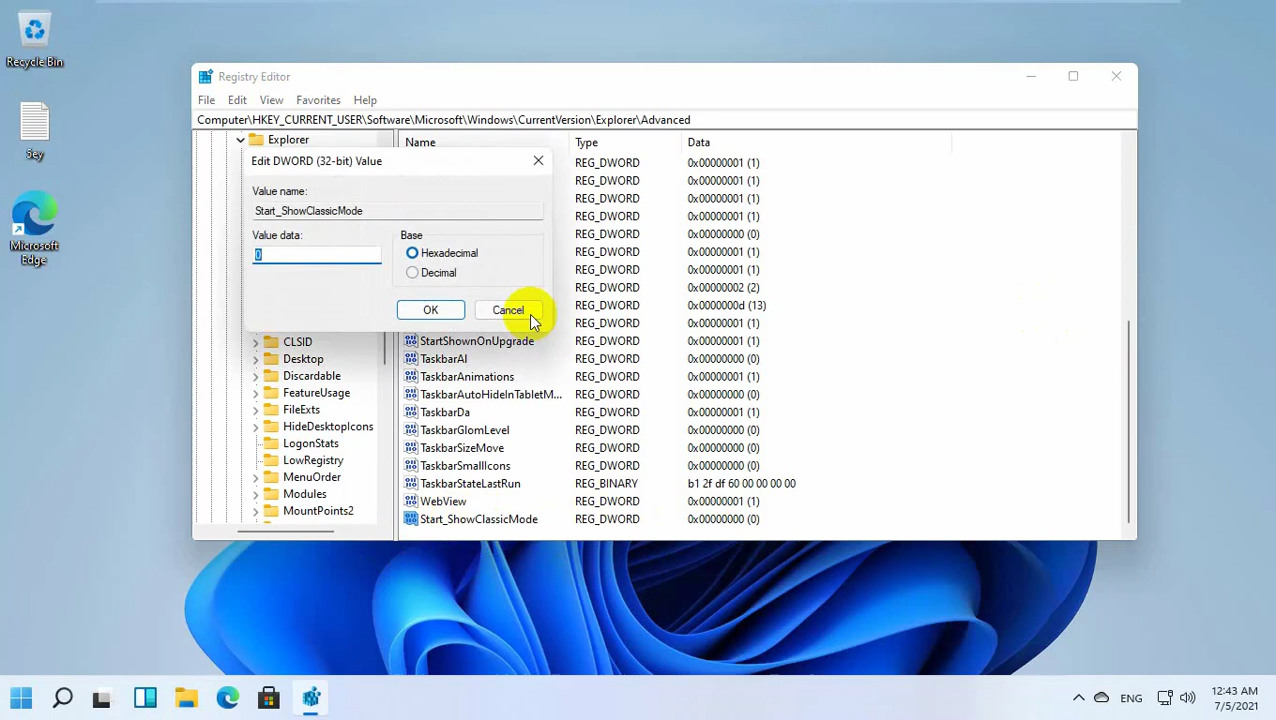 Recycle Bin
Sey
Microsoft
Edge
Registry Editor
File Edit View Favorites Help
Computer\HKEY_CURRENT_USER\Software\Microsoft\Windows\CurrentVersion\Explorer\Advanced
Explorer
Name Type Data
Edit DWORD (32-bit) Value
Value name:
Start_ShowClassicMode
Value data:
0
Base
Hexadecimal
Decimal
OK
Cancel
REG_DWORD 0x00000001 (1)
REG_DWORD 0x00000001 (1)
REG_DWORD 0x00000001 (1)
REG_DWORD 0x00000001 (1)
REG_DWORD 0x00000001 (1)
REG_DWORD 0x00000001 (1)
REG_DWORD 0x00000001 (1)
REG_DWORD 0x00000002 (2)
REG_DWORD 0x0000000d (13)
REG_DWORD 0x00000001 (1)
StartShownOnUpgrade REG_DWORD 0x00000001 (1)
TaskbarAl REG_DWORD 0x00000000 (0)
TaskbarAnimations REG_DWORD 0x00000001 (1)
TaskbarAutoHideInTabletM... REG_DWORD 0x00000000 (0)
TaskbarDa REG_DWORD 0x00000001 (1)
TaskbarGlomLevel REG_DWORD 0x00000000 (0)
TaskbarSizeMove REG_DWORD 0x00000000 (0)
TaskbarSmallIcons REG_DWORD 0x00000000 (0)
TaskbarStateLastRun REG_BINARY b1 2f df 60 00 00 00 00
WebView REG_DWORD 0x00000001 (1)
Start_ShowClassicMode REG_DWORD 0x00000000 (0)
CLSID
Desktop
Discardable
FeatureUsage
FileExts
HideDesktopIcons
LogonStats
LowRegistry
MenuOrder
Modules
MountPoints2
ENG
12:43 AM
7/5/2021